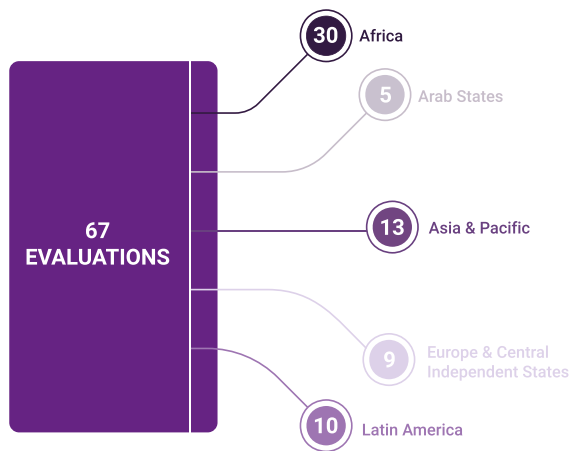 67
EVALUATIONS
30 Africa
5 Arab States
13 Asia & Pacific
9 Europe & Central
Independent States
10 Latin America